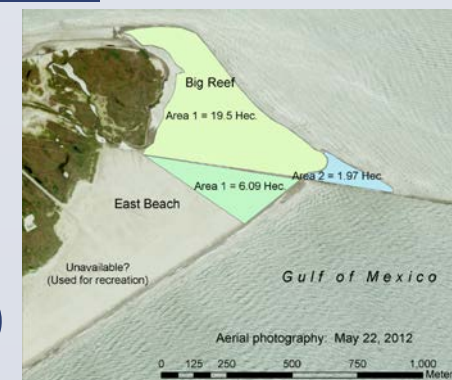 Big Reef
Area 1 = 19.5 Hec.
Area 2 = 1.97 Hec.
Area 1 = 6.09 Hec.
East Beach
Unavailable?
(Used for recreation)
Gulf of Mexico
Aerial photography: May 22, 2012
0 125 250 500 750 1,000
Meter
)